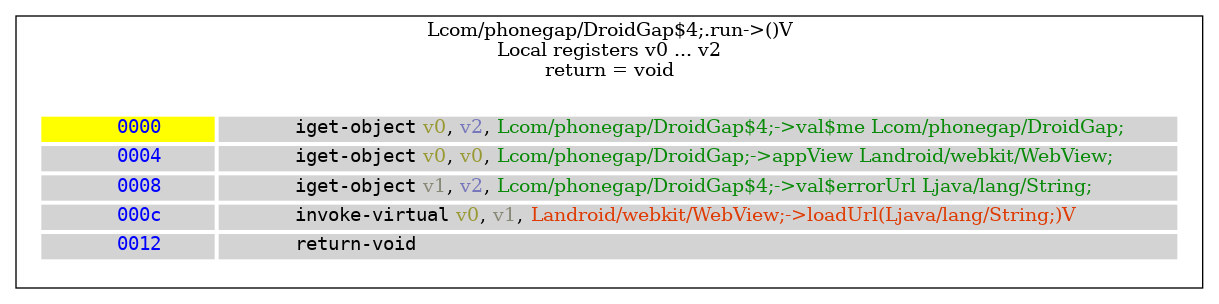 Lcom/phonegap/DroidGap$4;.run->()V
Local registers v0 ... v2
return = void
0000 iget-object v0, v2, Lcom/phonegap/DroidGap$4;->val$me Lcom/phonegap/DroidGap;
0004 iget-object v0, v0, Lcom/phonegap/DroidGap;->appView Landroid/webkit/WebView;
0008 iget-object v1, v2, Lcom/phonegap/DroidGap$4;->val$errorUrl Ljava/lang/String;
000c invoke-virtual v0, v1, Landroid/webkit/WebView;->loadUrl(Ljava/lang/String;)V
0012 return-void